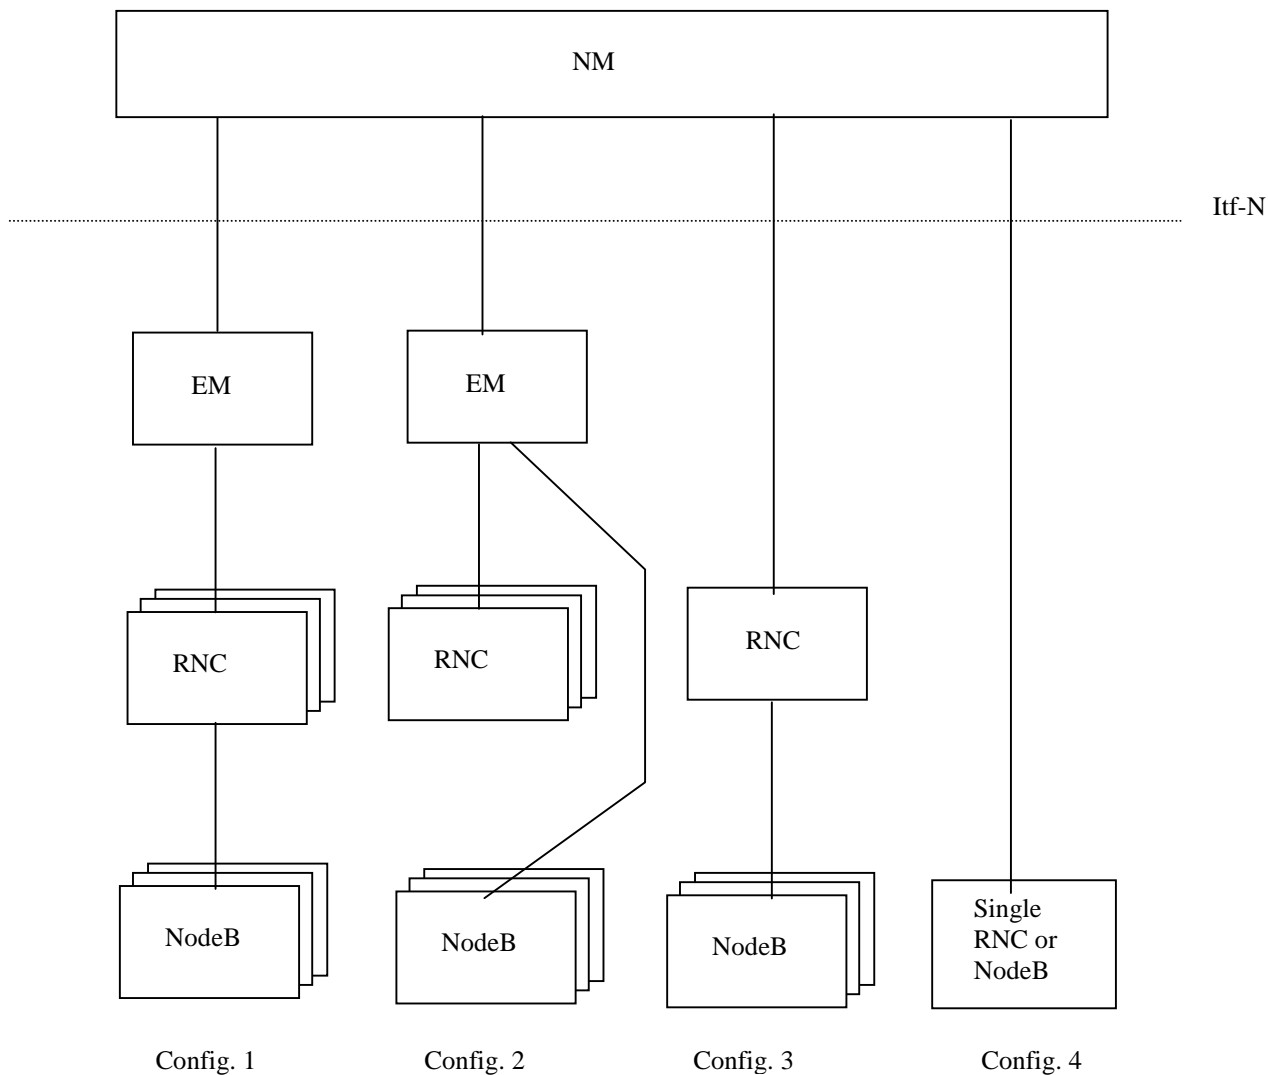 NM
Itf-N
EM
EM
RNC
RNC
RNC
NodeB
NodeB
NodeB
Single
RNC or
NodeB
Config. 1
Config. 2
Config. 3
Config. 4